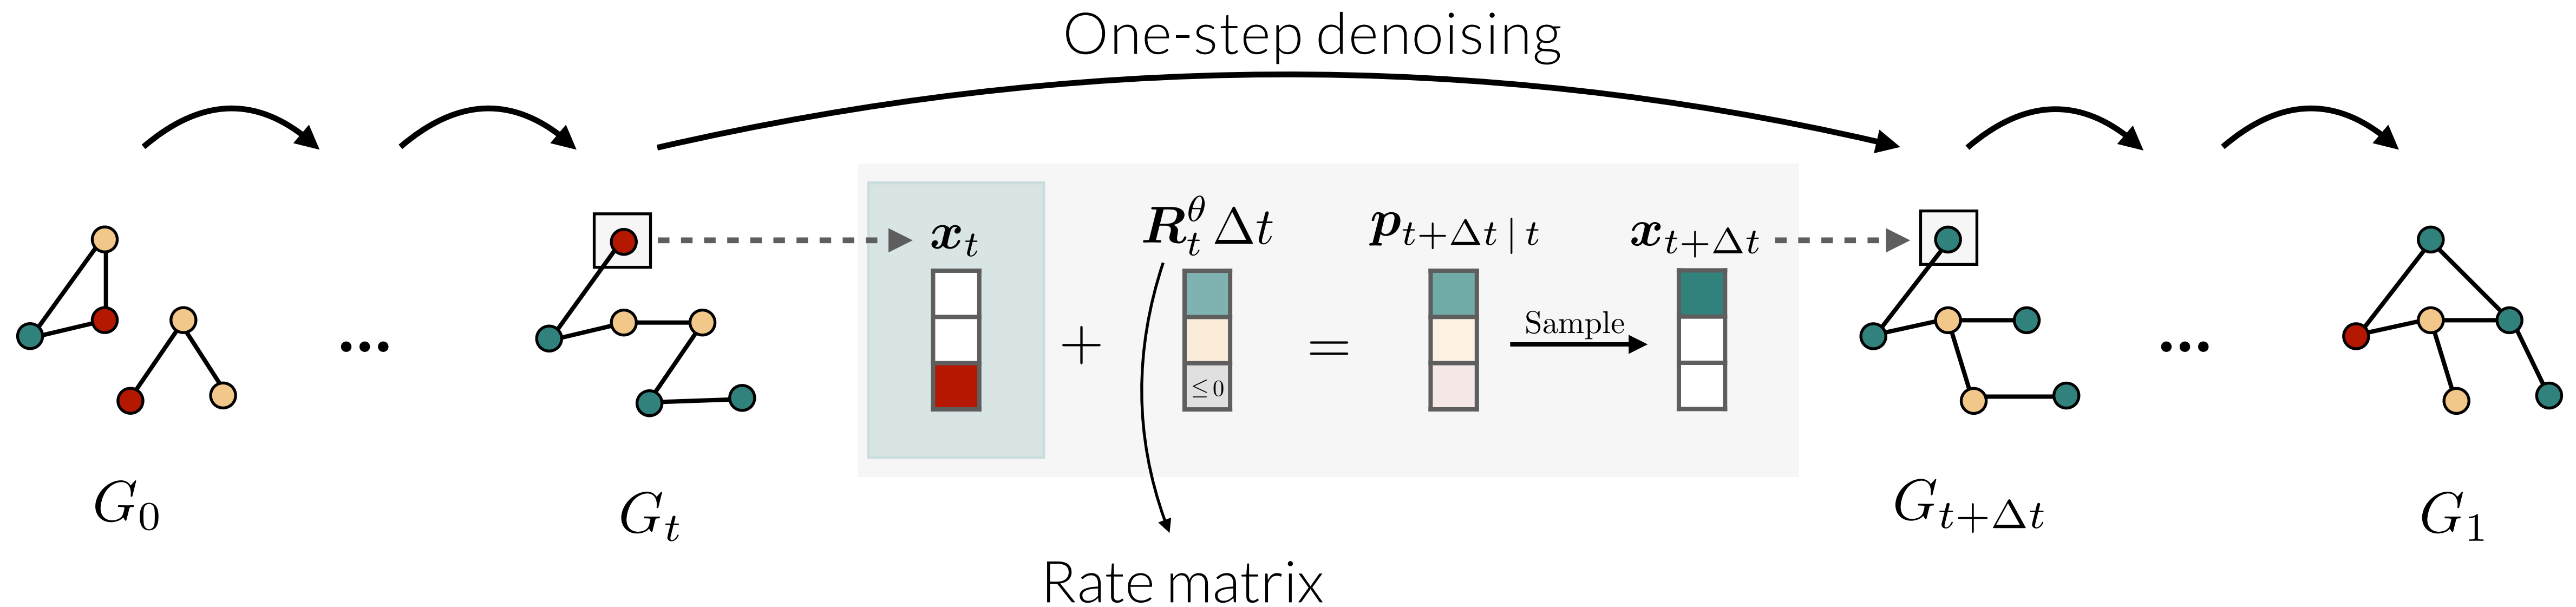 One-step denoising
x_t
R_t^θ Δt
p_{t+Δt | t}
x_{t+Δt}
+
≤ 0
=
Sample
...
...
G_0
G_t
G_{t+Δt}
G_1
Rate matrix